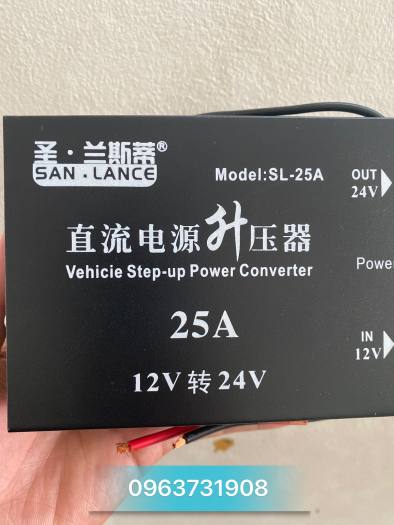 圣·兰斯蒂®
SAN.LANCE
Model:SL-25A
OUT
24V
直流电源升压器
Vehicie Step-up Power Converter
Power
25A
IN
12V
12V 转 24V
0963731908